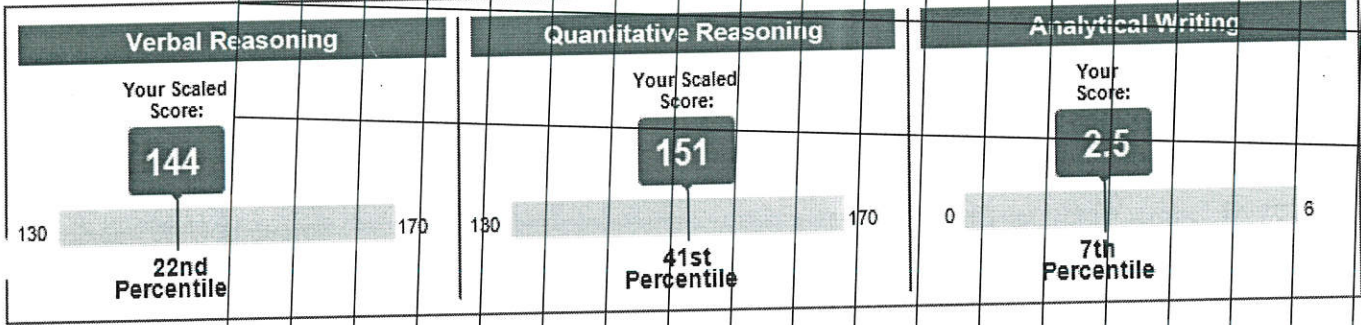 Verbal Reasoning
Your Scaled
Score:
144
130
170
22nd
Percentile
Quantitative Reasoning
Your Scaled
Score:
151
130
170
41st
Percentile
Analytical Writing
Your
Score:
2.5
0
6
7th
Percentile